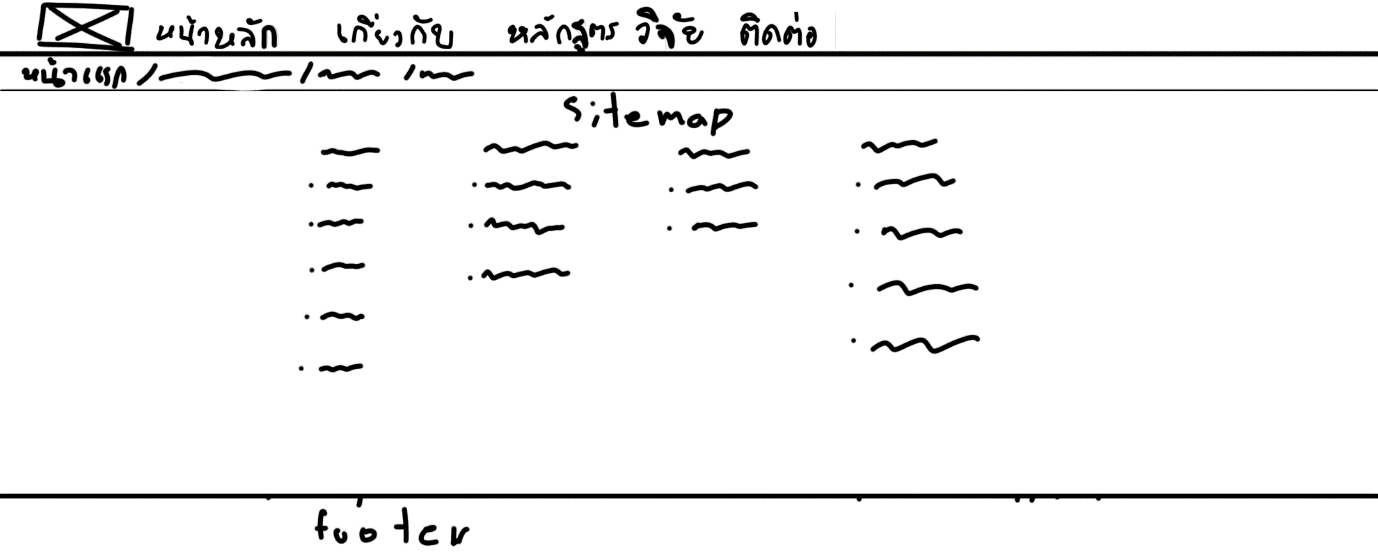 หน้าหลัก เกี่ยวกับ หลักสูตร วิจัย ติดต่อ
หน้าแรก / / /
sitemap
footer